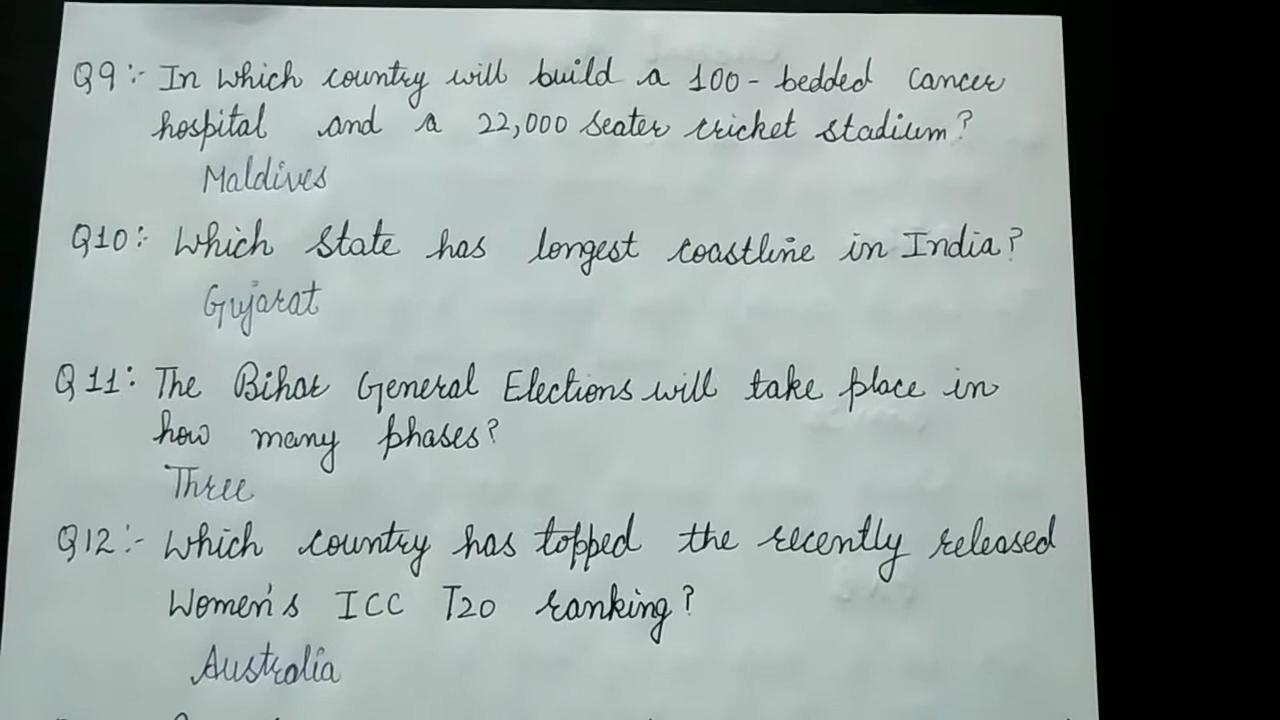 Q9:- In which country will build a 100-bedded cancer
hospital and a 22,000 seater cricket stadium?
Maldives
Q10:- Which state has longest coastline in India?
Gujarat
Q11:- The Bihar General Elections will take place in
how many phases?
Three
Q12:- Which country has topped the recently released
Women's ICC T20 ranking?
Australia